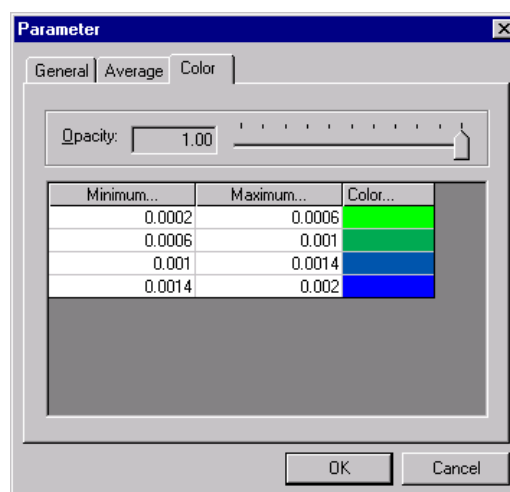 Parameter
General Average Color
Opacity: 1.00
Minimum... Maximum... Color...
0.0002 0.0006
0.0006 0.001
0.001 0.0014
0.0014 0.002
OK Cancel